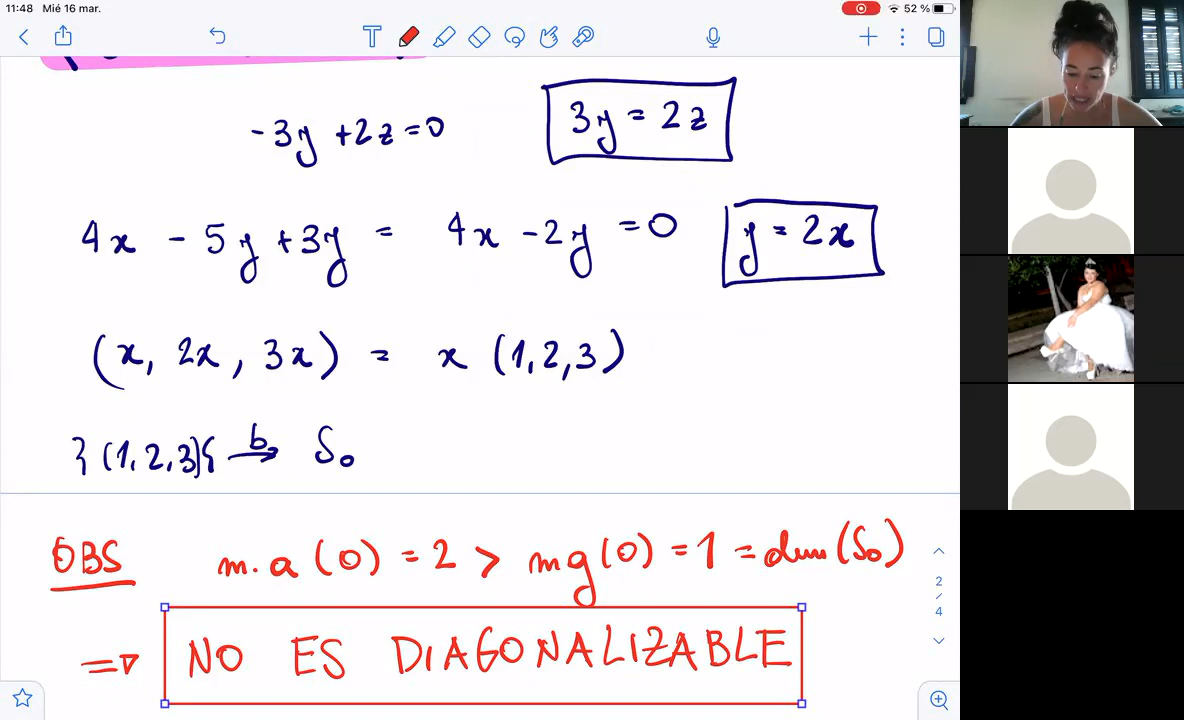 11:48 Mié 16 mar.
52 %
-3y + 2z = 0
3y = 2z
4x - 5y + 3y = 4x - 2y = 0
y = 2x
(x, 2x, 3x) = x (1,2,3)
}(1,2,3){ b→ S₀
OBS m.a(0) = 2 > mg(0) = 1 = dim(S₀)
2
/
4
⇒ NO ES DIAGONALIZABLE